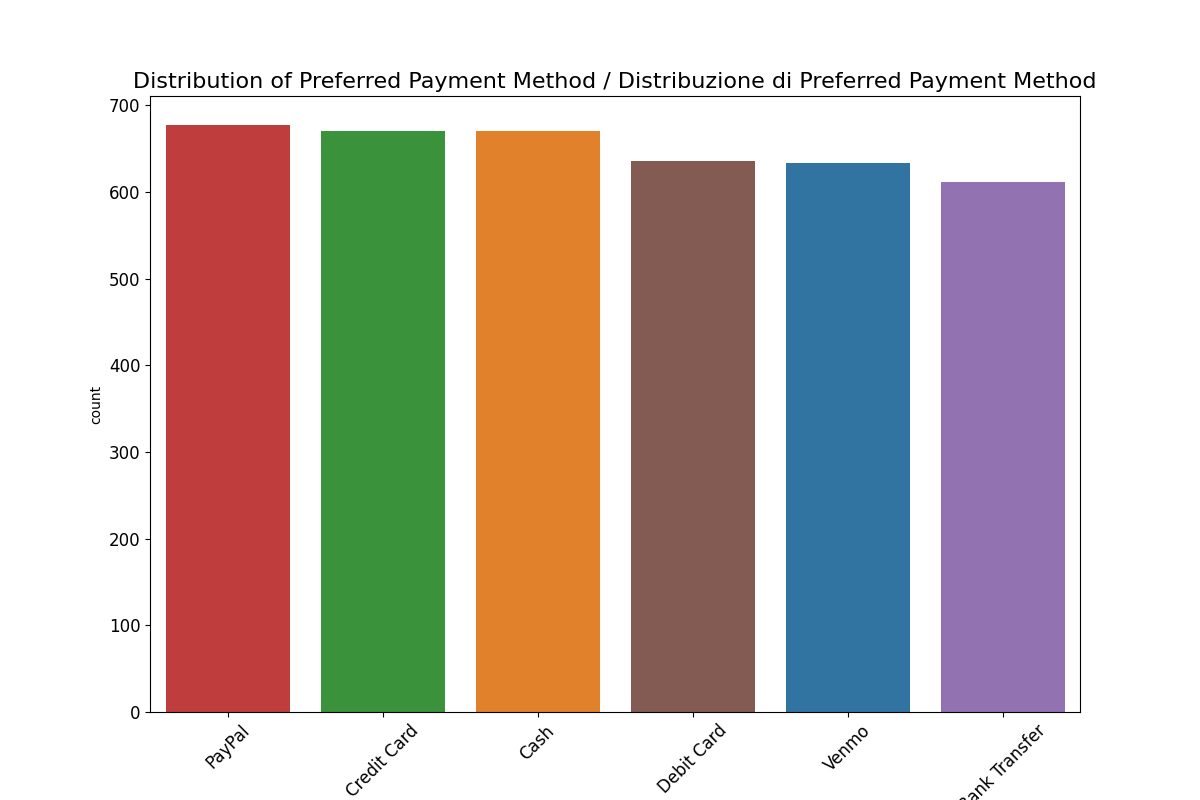 Distribution of Preferred Payment Method / Distribuzione di Preferred Payment Method
700
600
500
400
300
200
100
0
count
PayPal
Credit Card
Cash
Debit Card
Venmo
Bank Transfer